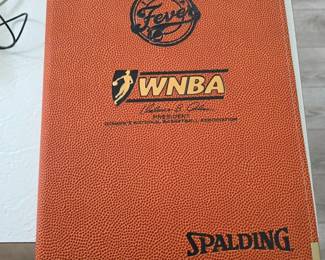 Fever
WNBA
PRESIDENT
WOMEN'S NATIONAL BASKETBALL ASSOCIATION
SPALDING